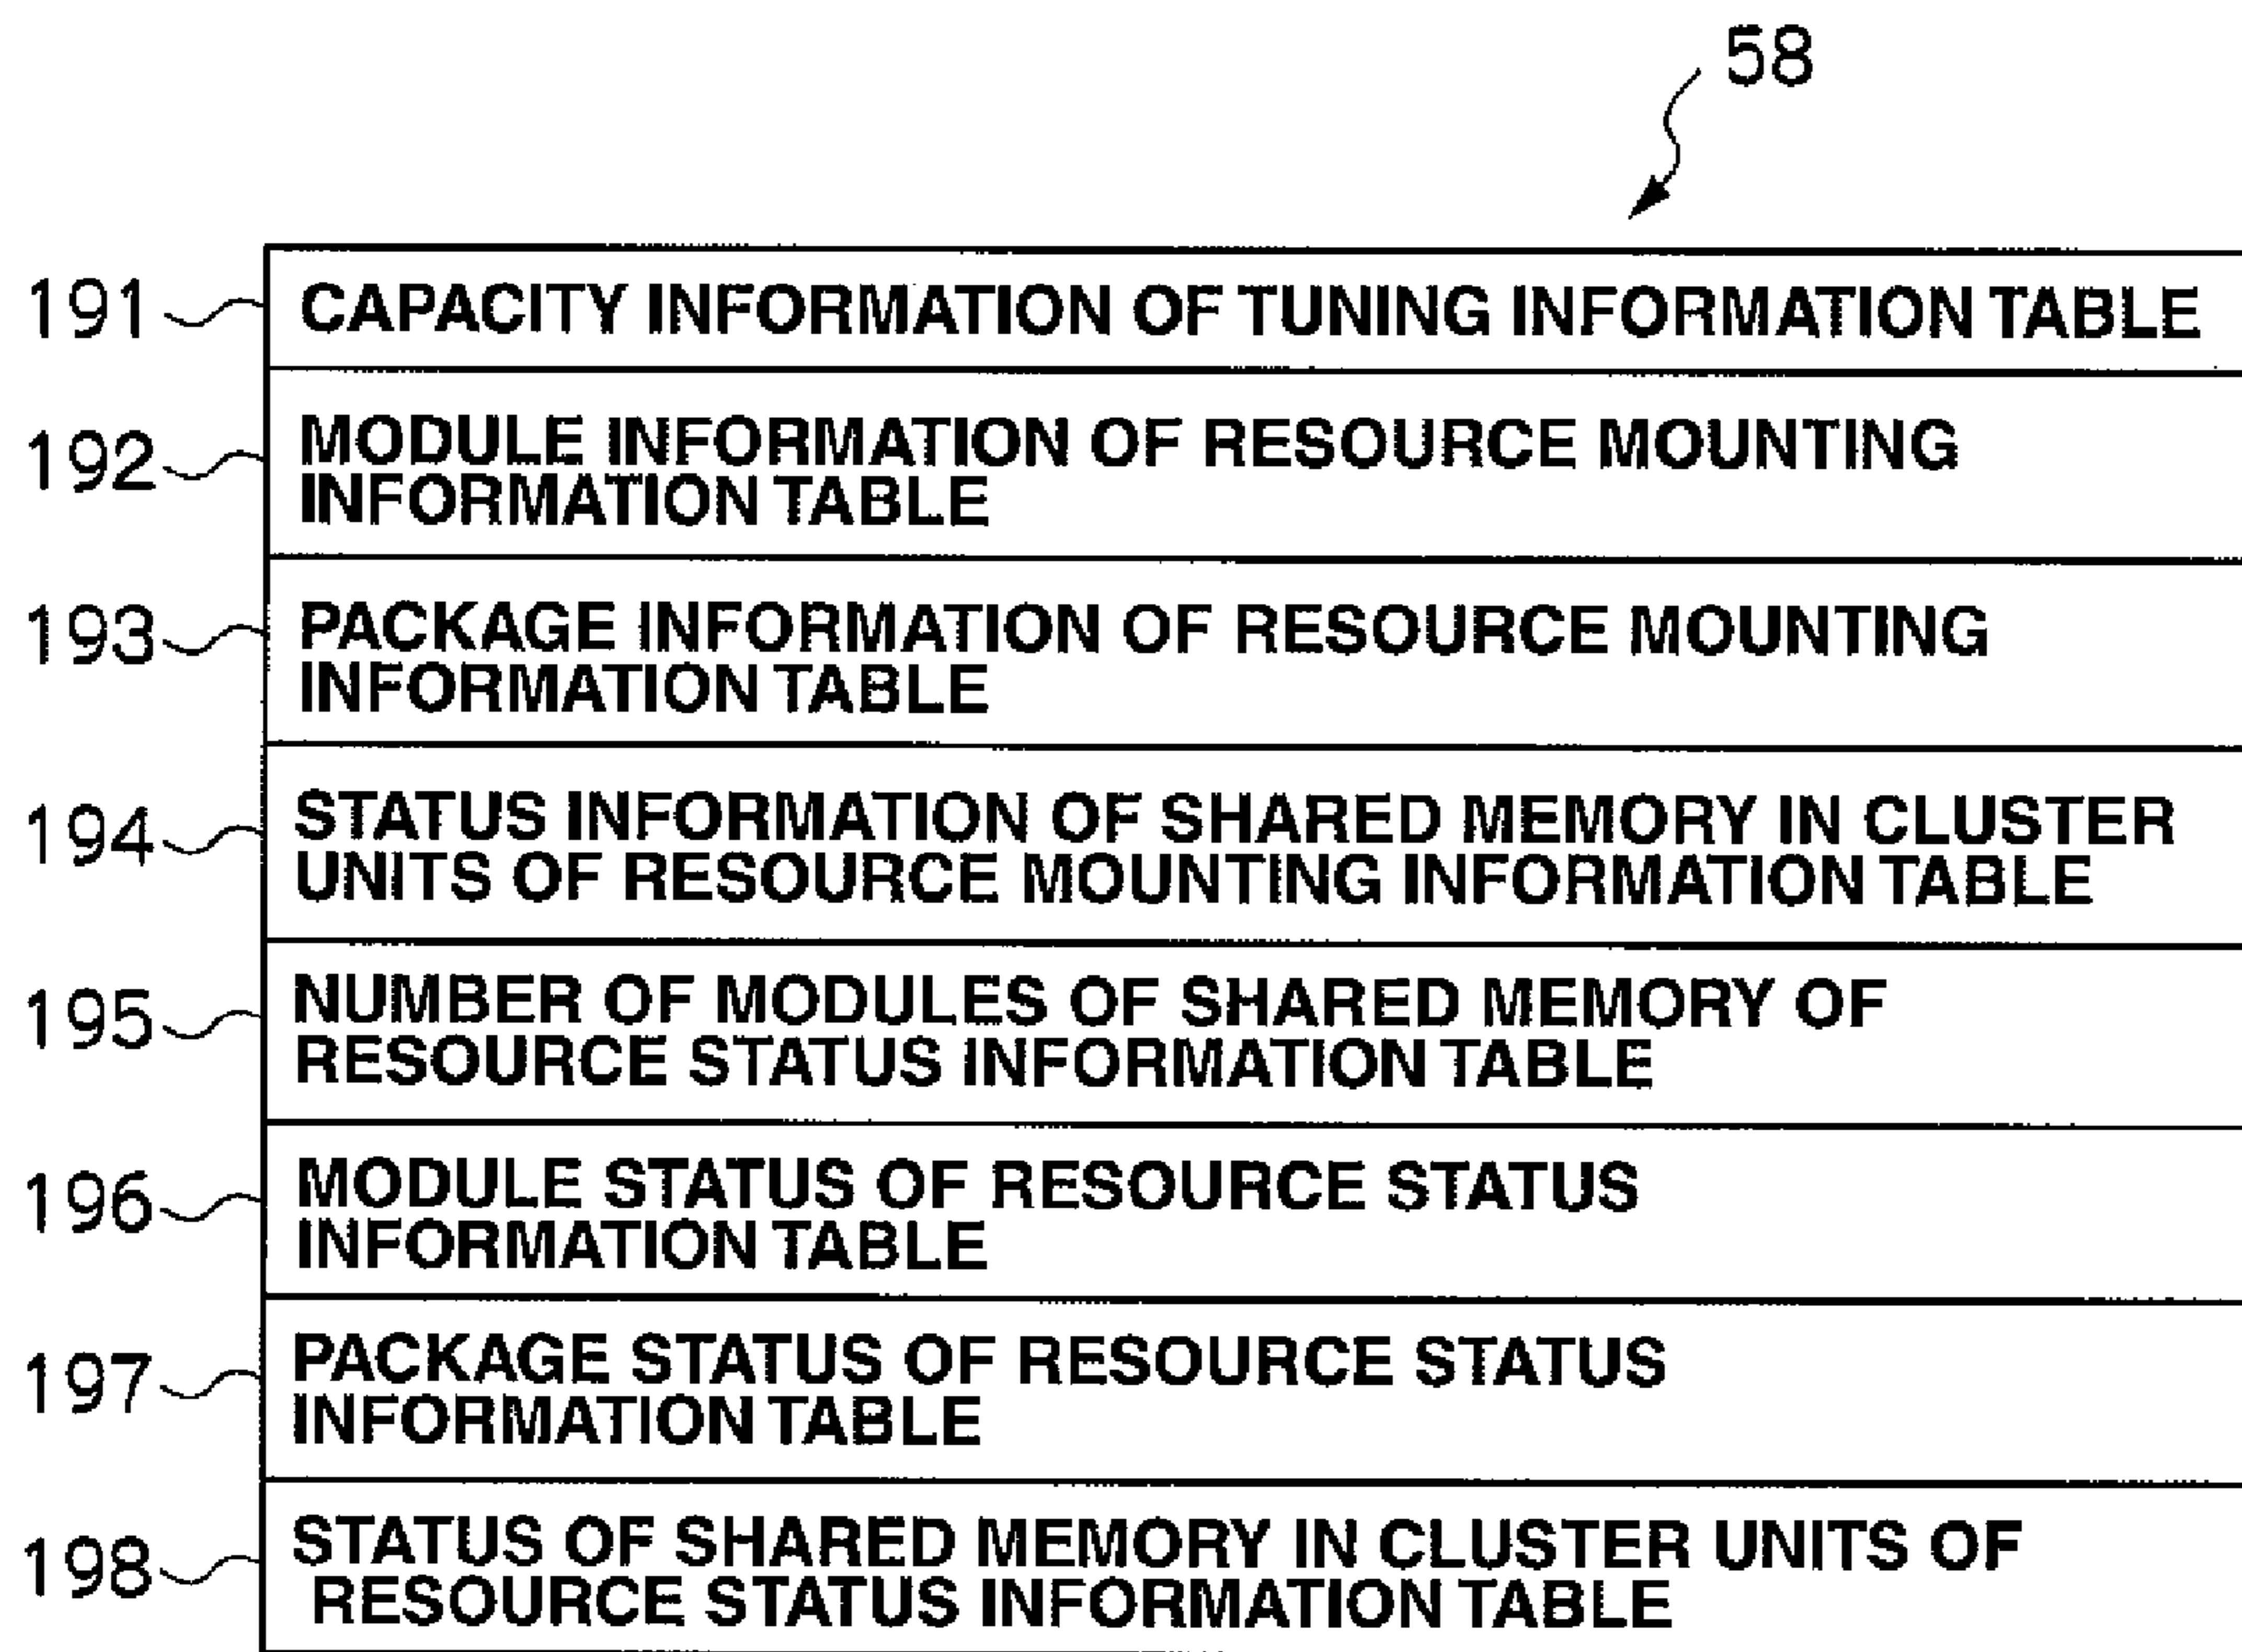 58
191 CAPACITY INFORMATION OF TUNING INFORMATION TABLE
192 MODULE INFORMATION OF RESOURCE MOUNTING
INFORMATION TABLE
193 PACKAGE INFORMATION OF RESOURCE MOUNTING
INFORMATION TABLE
194 STATUS INFORMATION OF SHARED MEMORY IN CLUSTER
UNITS OF RESOURCE MOUNTING INFORMATION TABLE
195 NUMBER OF MODULES OF SHARED MEMORY OF
RESOURCE STATUS INFORMATION TABLE
196 MODULE STATUS OF RESOURCE STATUS
INFORMATION TABLE
197 PACKAGE STATUS OF RESOURCE STATUS
INFORMATION TABLE
198 STATUS OF SHARED MEMORY IN CLUSTER UNITS OF
RESOURCE STATUS INFORMATION TABLE